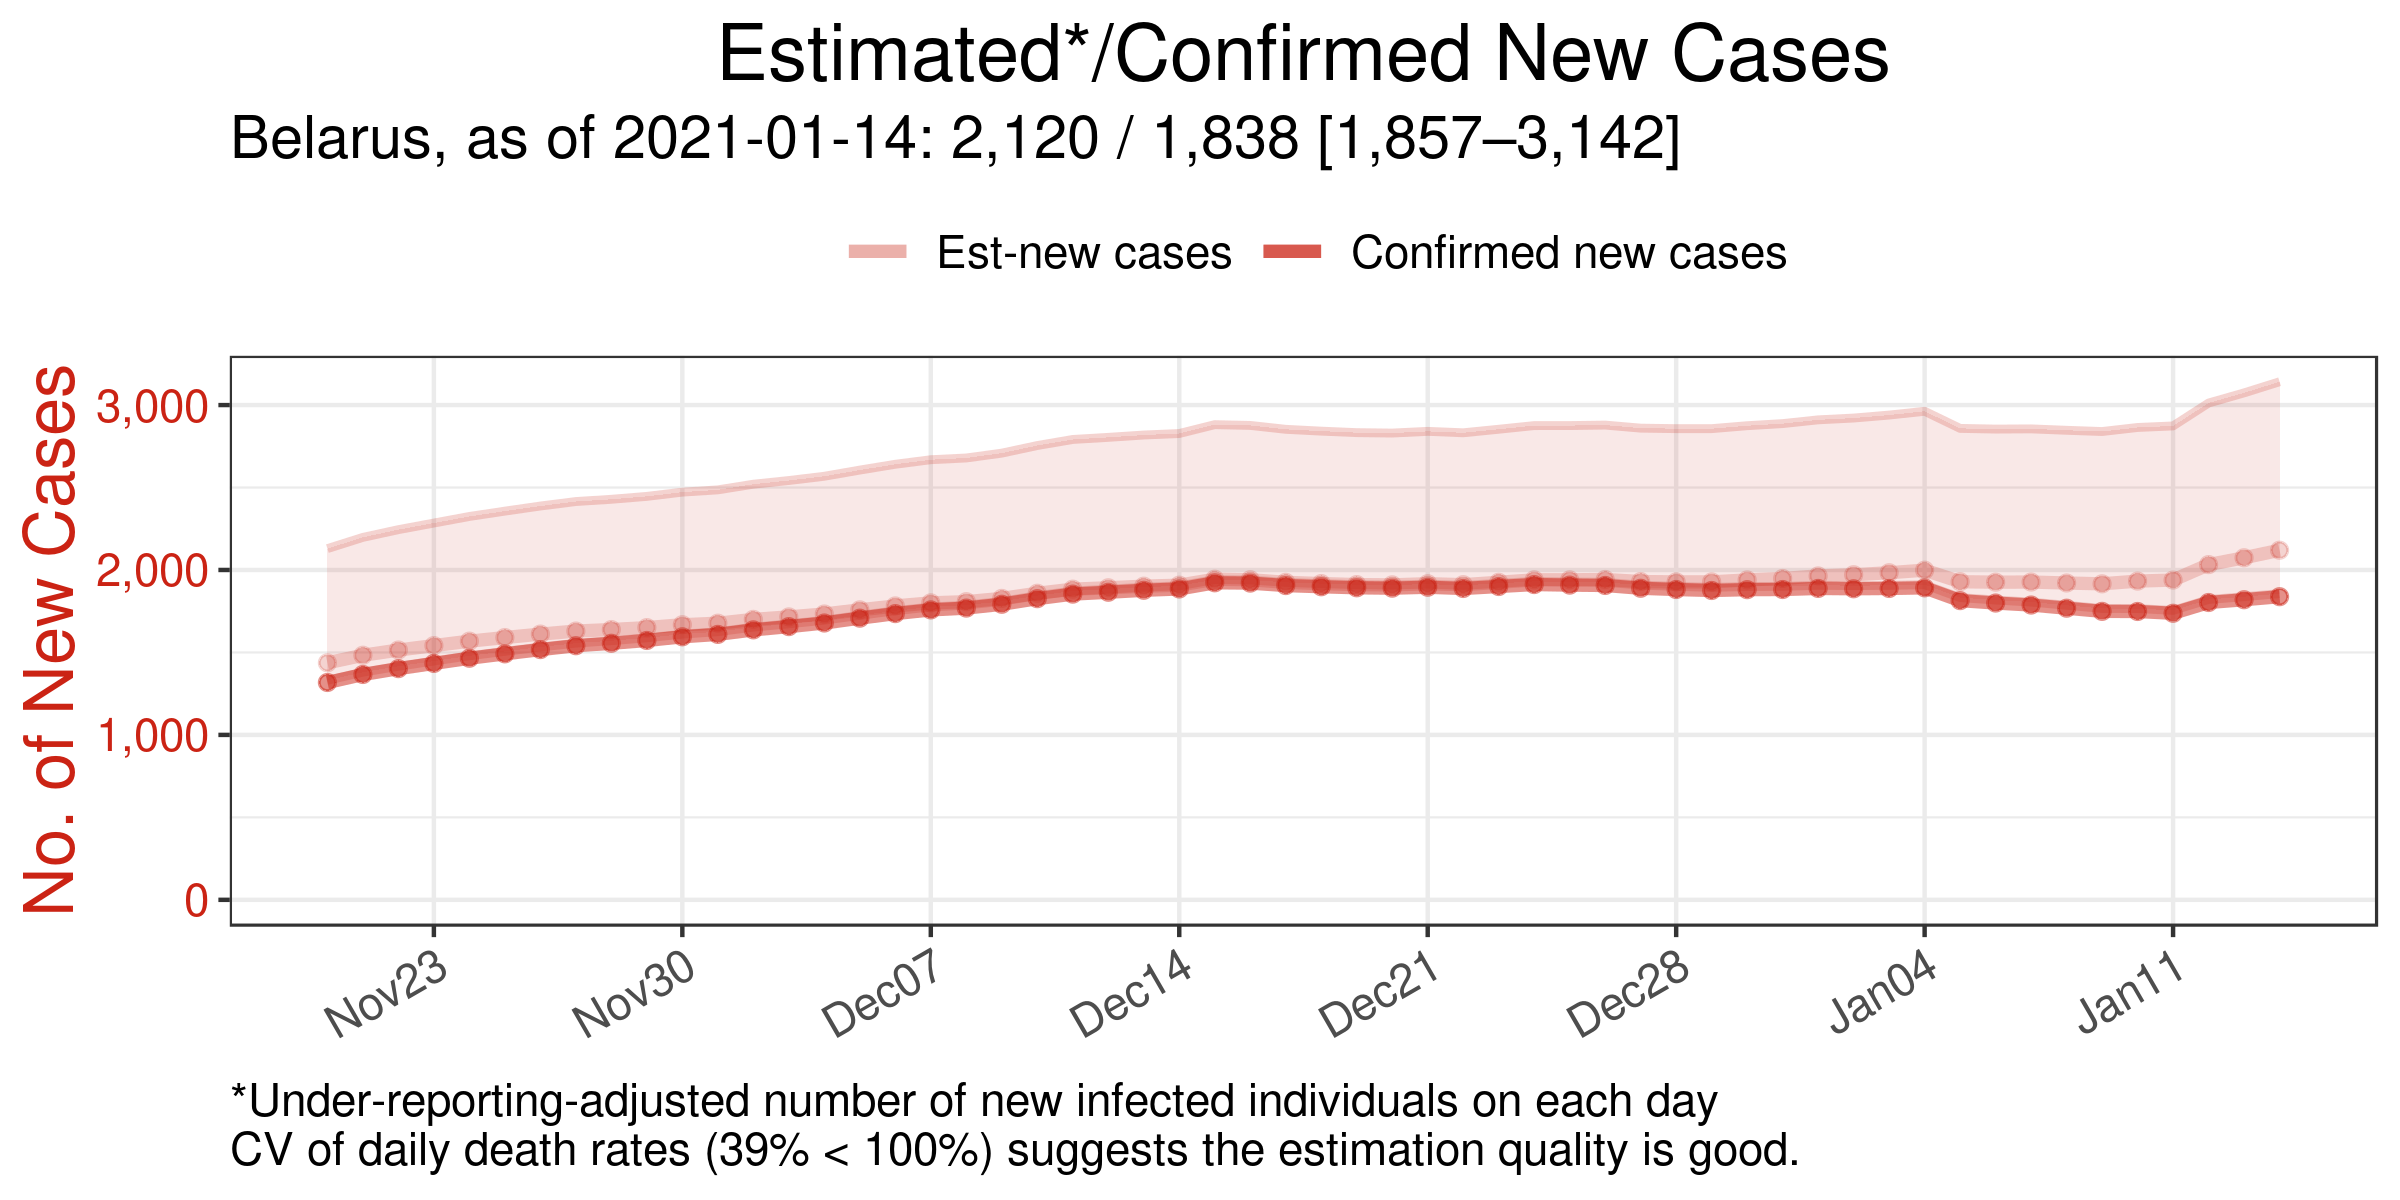 Estimated*/Confirmed New Cases
Belarus, as of 2021-01-14: 2,120 / 1,838 [1,857–3,142]
Est-new cases
Confirmed new cases
No. of New Cases
3,000
2,000
1,000
0
Nov23
Nov30
Dec07
Dec14
Dec21
Dec28
Jan04
Jan11
*Under-reporting-adjusted number of new infected individuals on each day
CV of daily death rates (39% < 100%) suggests the estimation quality is good.